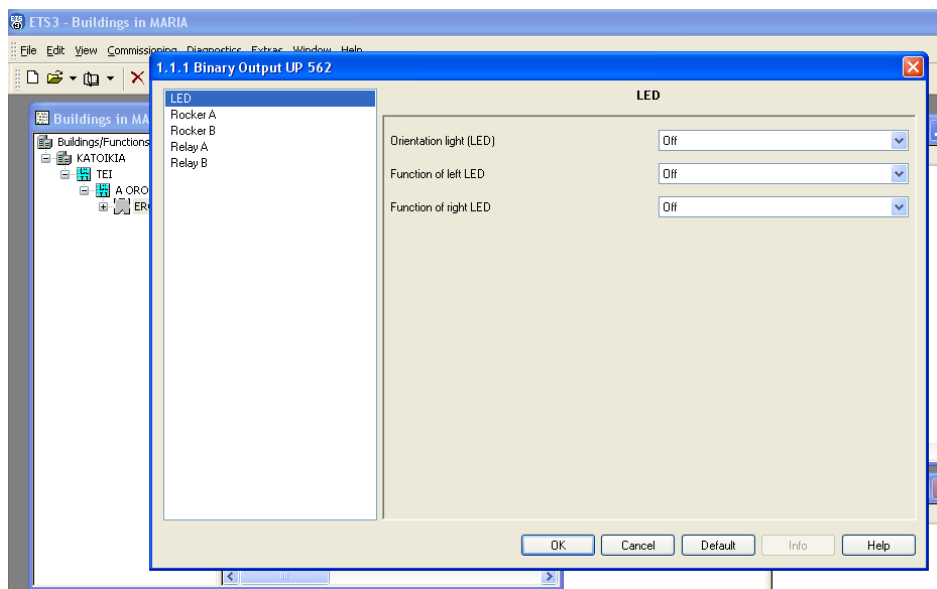 ETS3 - Buildings in MARIA
File Edit View Commissioning Diagnostics Extras Window Help
1.1.1 Binary Output UP 562
LED
Rocker A
Rocker B
Relay A
Relay B
LED
Orientation light (LED) Off
Function of left LED Off
Function of right LED Off
OK Cancel Default Info Help
Buildings in MA
Buildings/Functions
KATOIKIA
TEI
A ORO